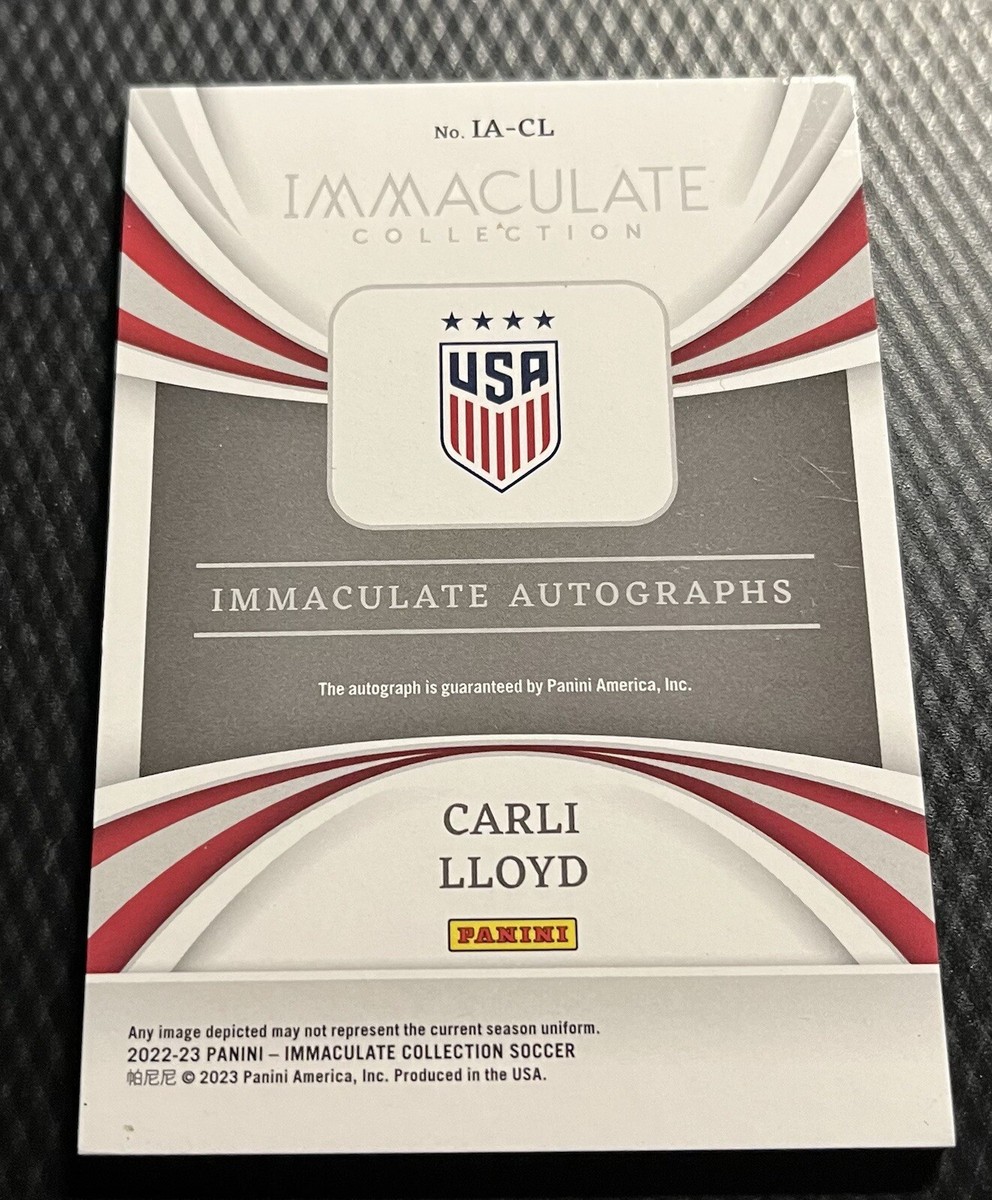 No. IA-CL
IMMACULATE
COLLECTION
USA
IMMACULATE AUTOGRAPHS
The autograph is guaranteed by Panini America, Inc.
CARLI
LLOYD
PANINI
Any image depicted may not represent the current season uniform.
2022-23 PANINI – IMMACULATE COLLECTION SOCCER
帕尼尼 © 2023 Panini America, Inc. Produced in the USA.